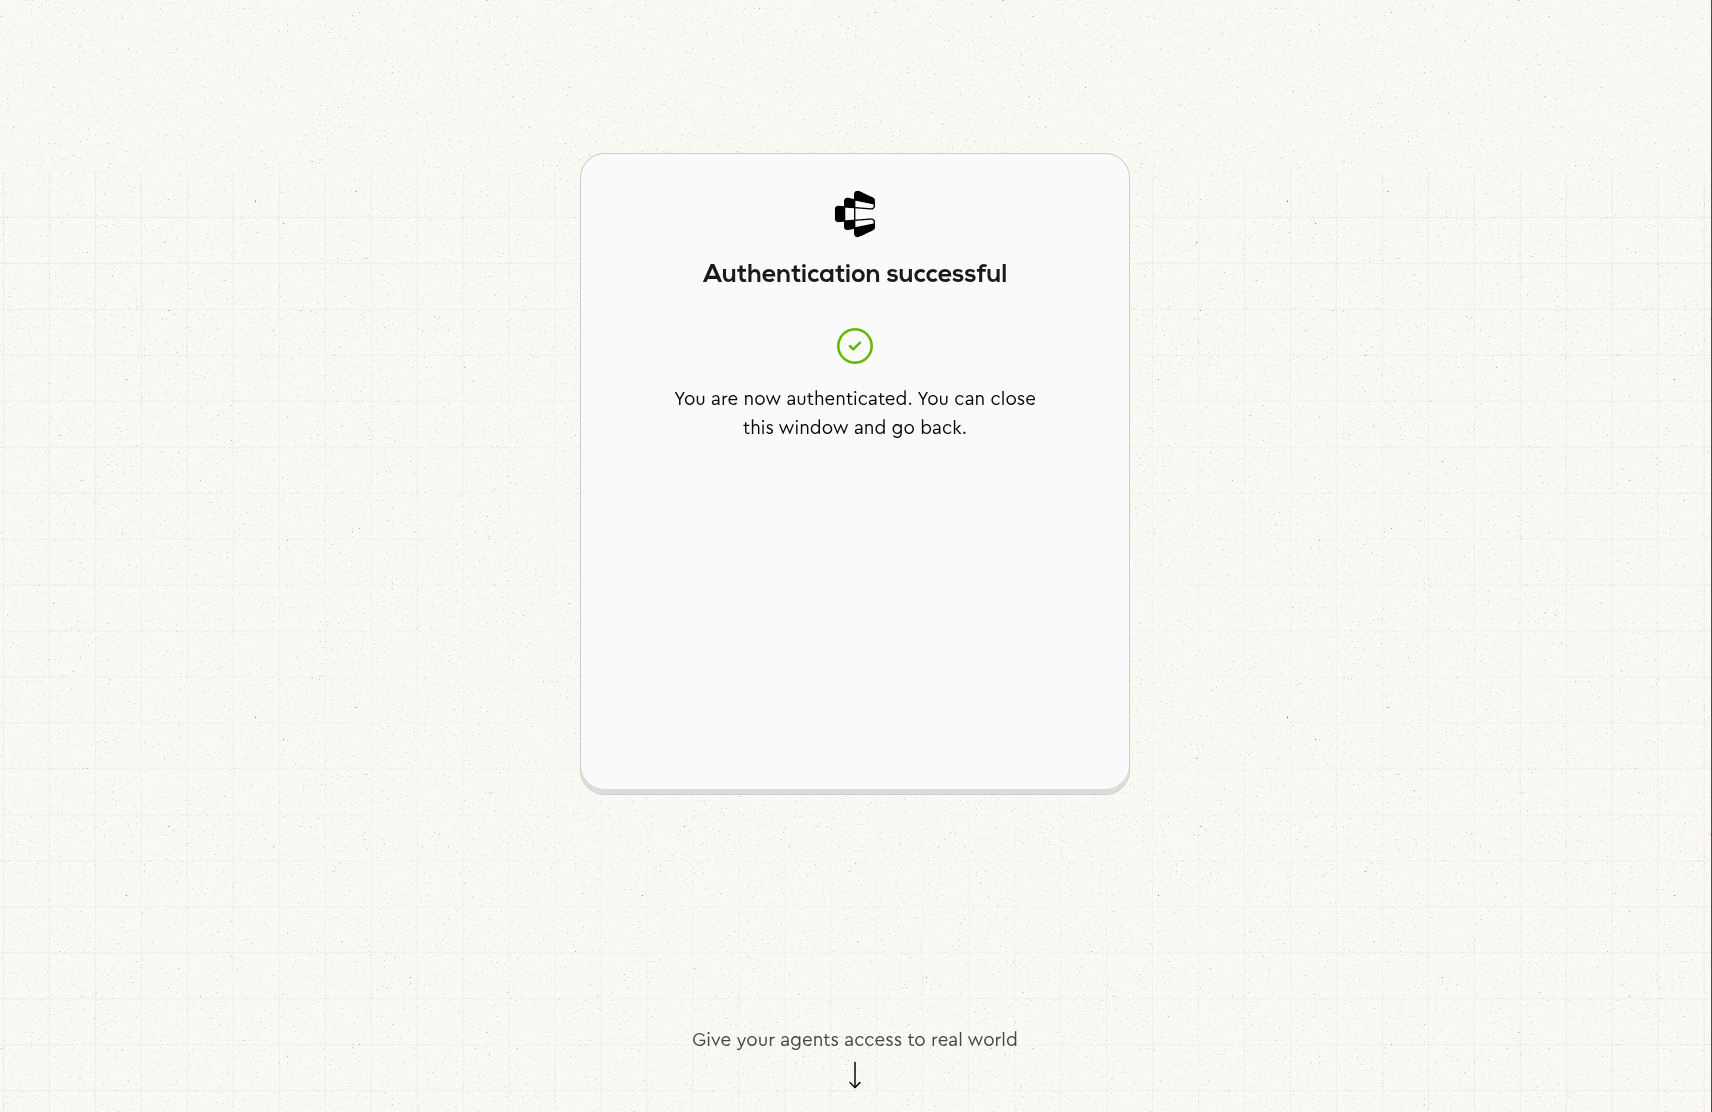 Authentication successful
You are now authenticated. You can close
this window and go back.
Give your agents access to real world